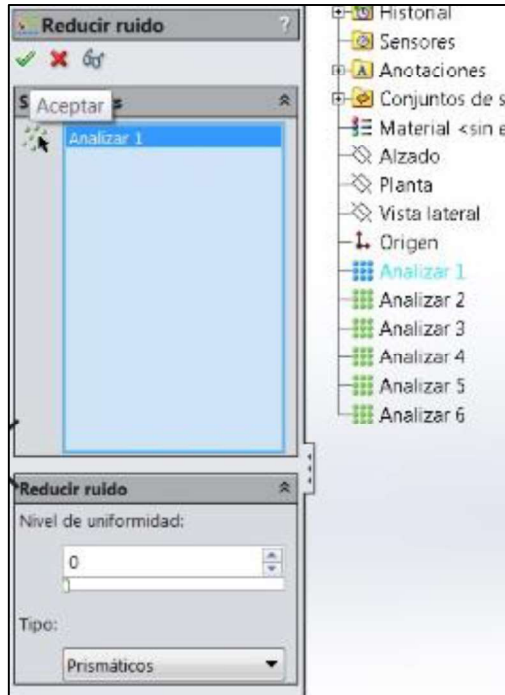 Reducir ruido ?
Aceptar
Analizar 1
Reducir ruido
Nivel de uniformidad:
0
Tipo:
Prismáticos
Historial
Sensores
A Anotaciones
Conjuntos de s
Material <sin e
Alzado
Planta
Vista lateral
Origen
Analizar 1
Analizar 2
Analizar 3
Analizar 4
Analizar 5
Analizar 6